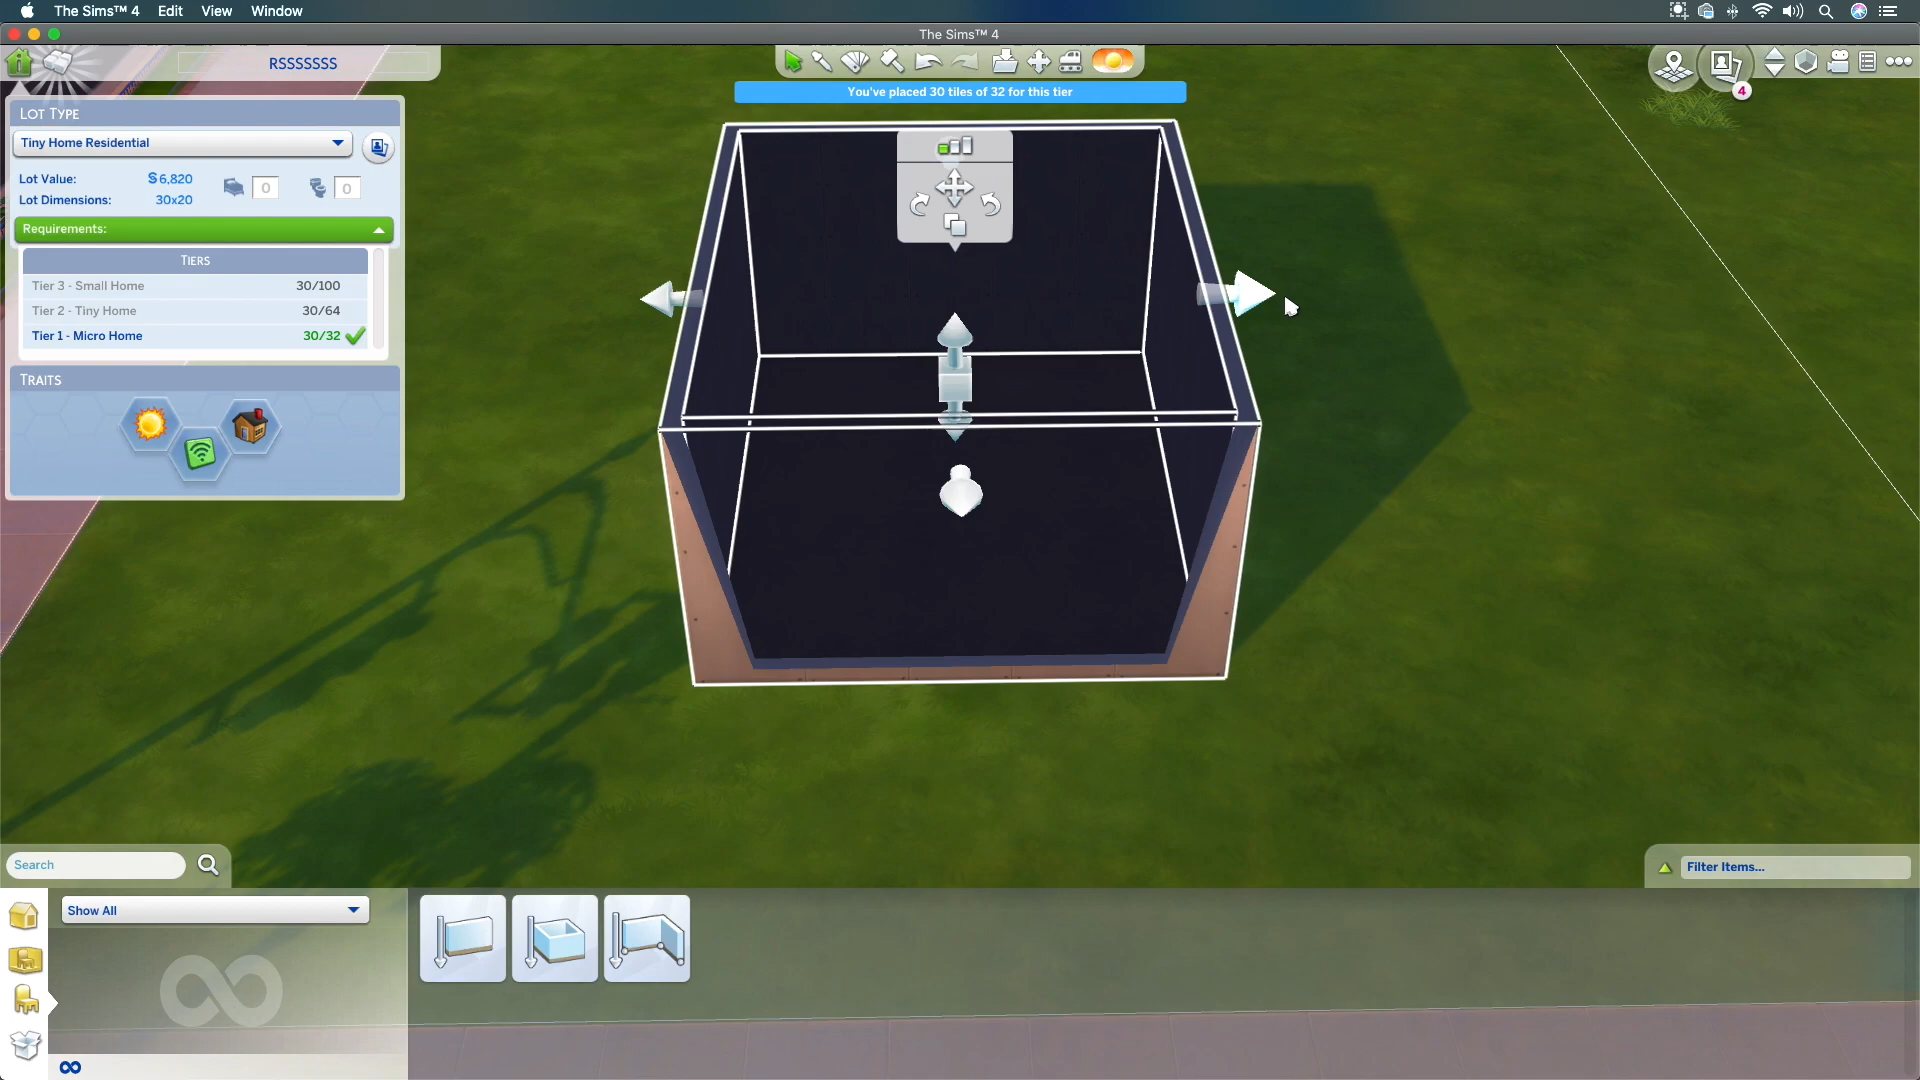 The Sims™ 4 Edit View Window
The Sims™ 4
RSSSSSSS
You've placed 30 tiles of 32 for this tier
4
Lot Type
Tiny Home Residential
Lot Value: §6,820
0 0
Lot Dimensions: 30x20
Requirements:
Tiers
Tier 3 - Small Home 30/100
Tier 2 - Tiny Home 30/64
Tier 1 - Micro Home 30/32
Traits
Search
Filter Items...
Show All